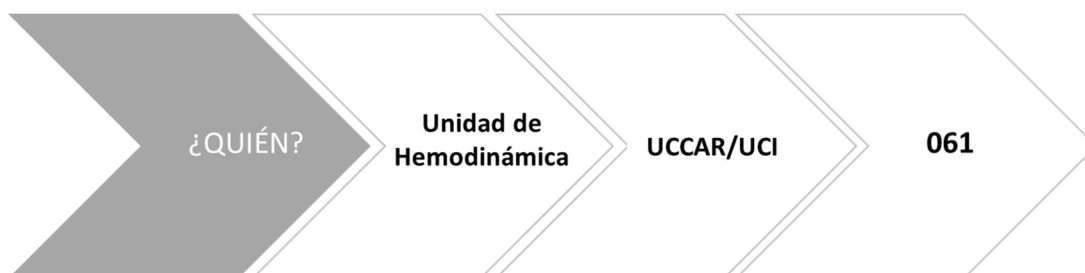 ¿QUIÉN?
Unidad de
Hemodinámica
UCCAR/UCI
061